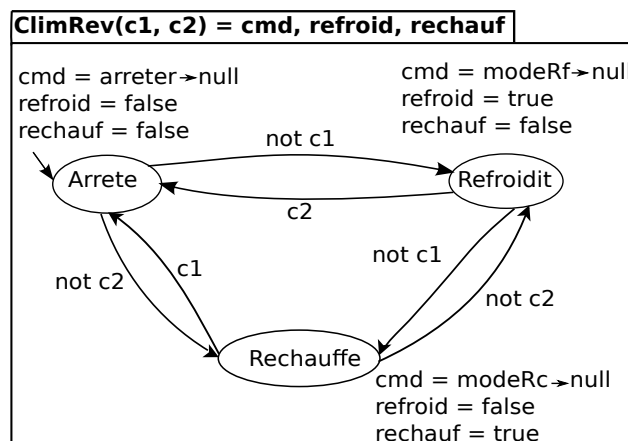 ClimRev(c1, c2) = cmd, refroid, rechauf
cmd = arreter→null
refroid = false
rechauf = false
cmd = modeRf→null
refroid = true
rechauf = false
not c1
Arrete
Refroidit
c2
not c2
c1
not c1
not c2
Rechauffe
cmd = modeRc→null
refroid = false
rechauf = true